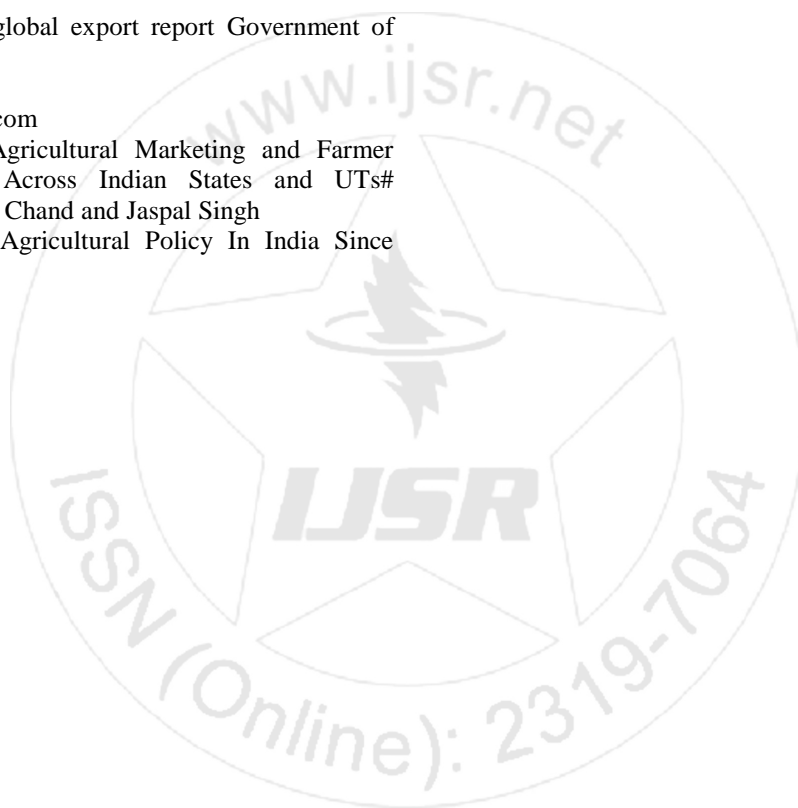 global export report Government of
com
Agricultural Marketing and Farmer
Across Indian States and UTs#
Chand and Jaspal Singh
Agricultural Policy In India Since
www.ijsr.net
IJSR
ISSN (Online): 2319-7064